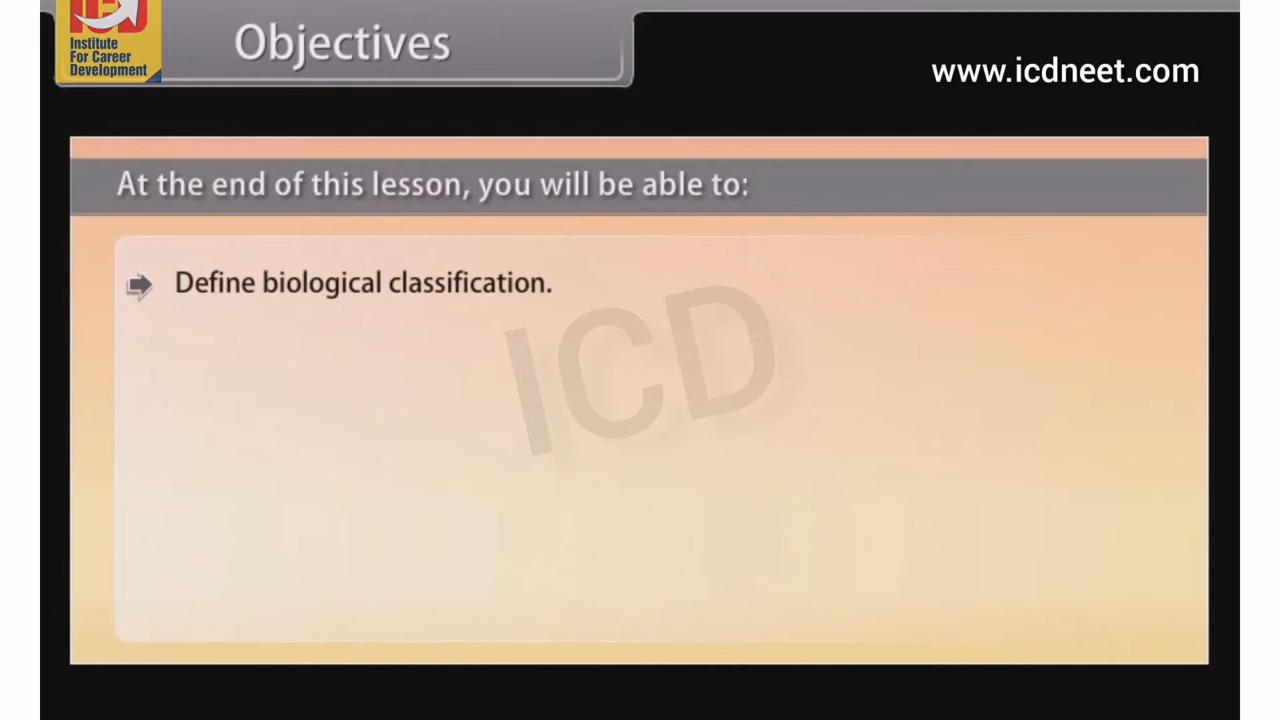 ICD
Institute
For Career
Development
Objectives
www.icdneet.com
At the end of this lesson, you will be able to:
Define biological classification.
ICD